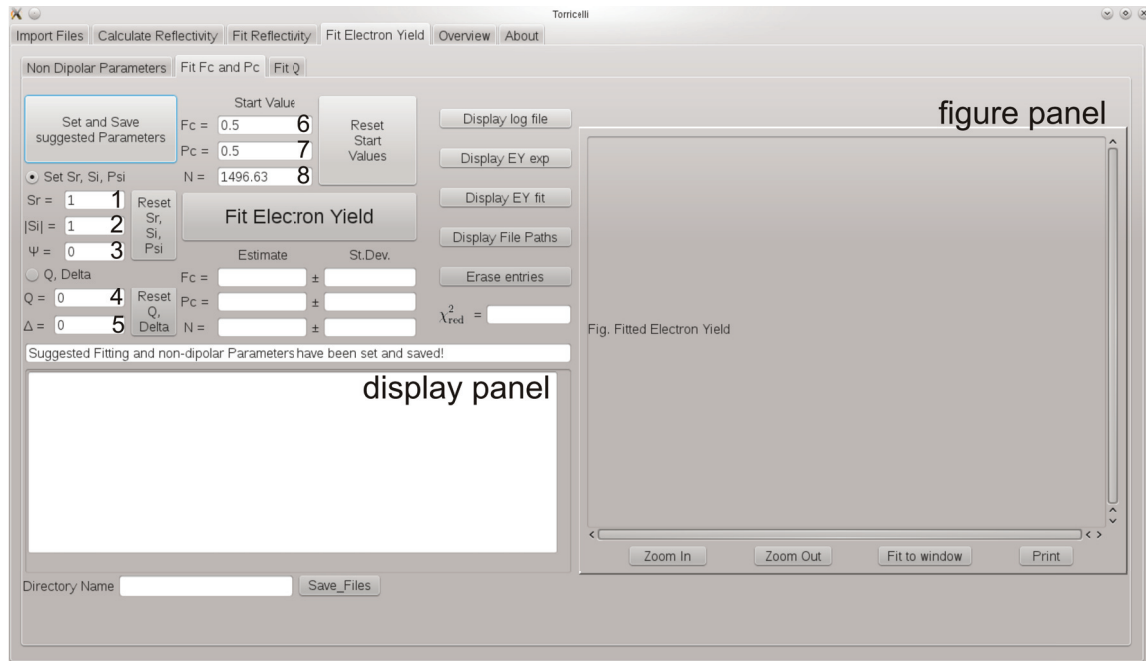 Torricelli
Import Files Calculate Reflectivity Fit Reflectivity Fit Electron Yield Overview About
Non Dipolar Parameters Fit Fc and Pc Fit Q
Set and Save
suggested Parameters
Start Value
Fc = 0.5 6
Pc = 0.5 7
N = 1496.63 8
Reset
Start
Values
Set Sr, Si, Psi
Sr = 1 1
|Si| = 1 2
Ψ = 0 3
Reset
Sr,
Si,
Psi
Q, Delta
Q = 0 4
Δ = 0 5
Reset
Q,
Delta
Fit Electron Yield
Estimate St.Dev.
Fc = ±
Pc = ±
N = ±
Display log file
Display EY exp
Display EY fit
Display File Paths
Erase entries
χ²red =
Suggested Fitting and non-dipolar Parameters have been set and saved!
display panel
Directory Name Save_Files
figure panel
Fig. Fitted Electron Yield
Zoom In Zoom Out Fit to window Print